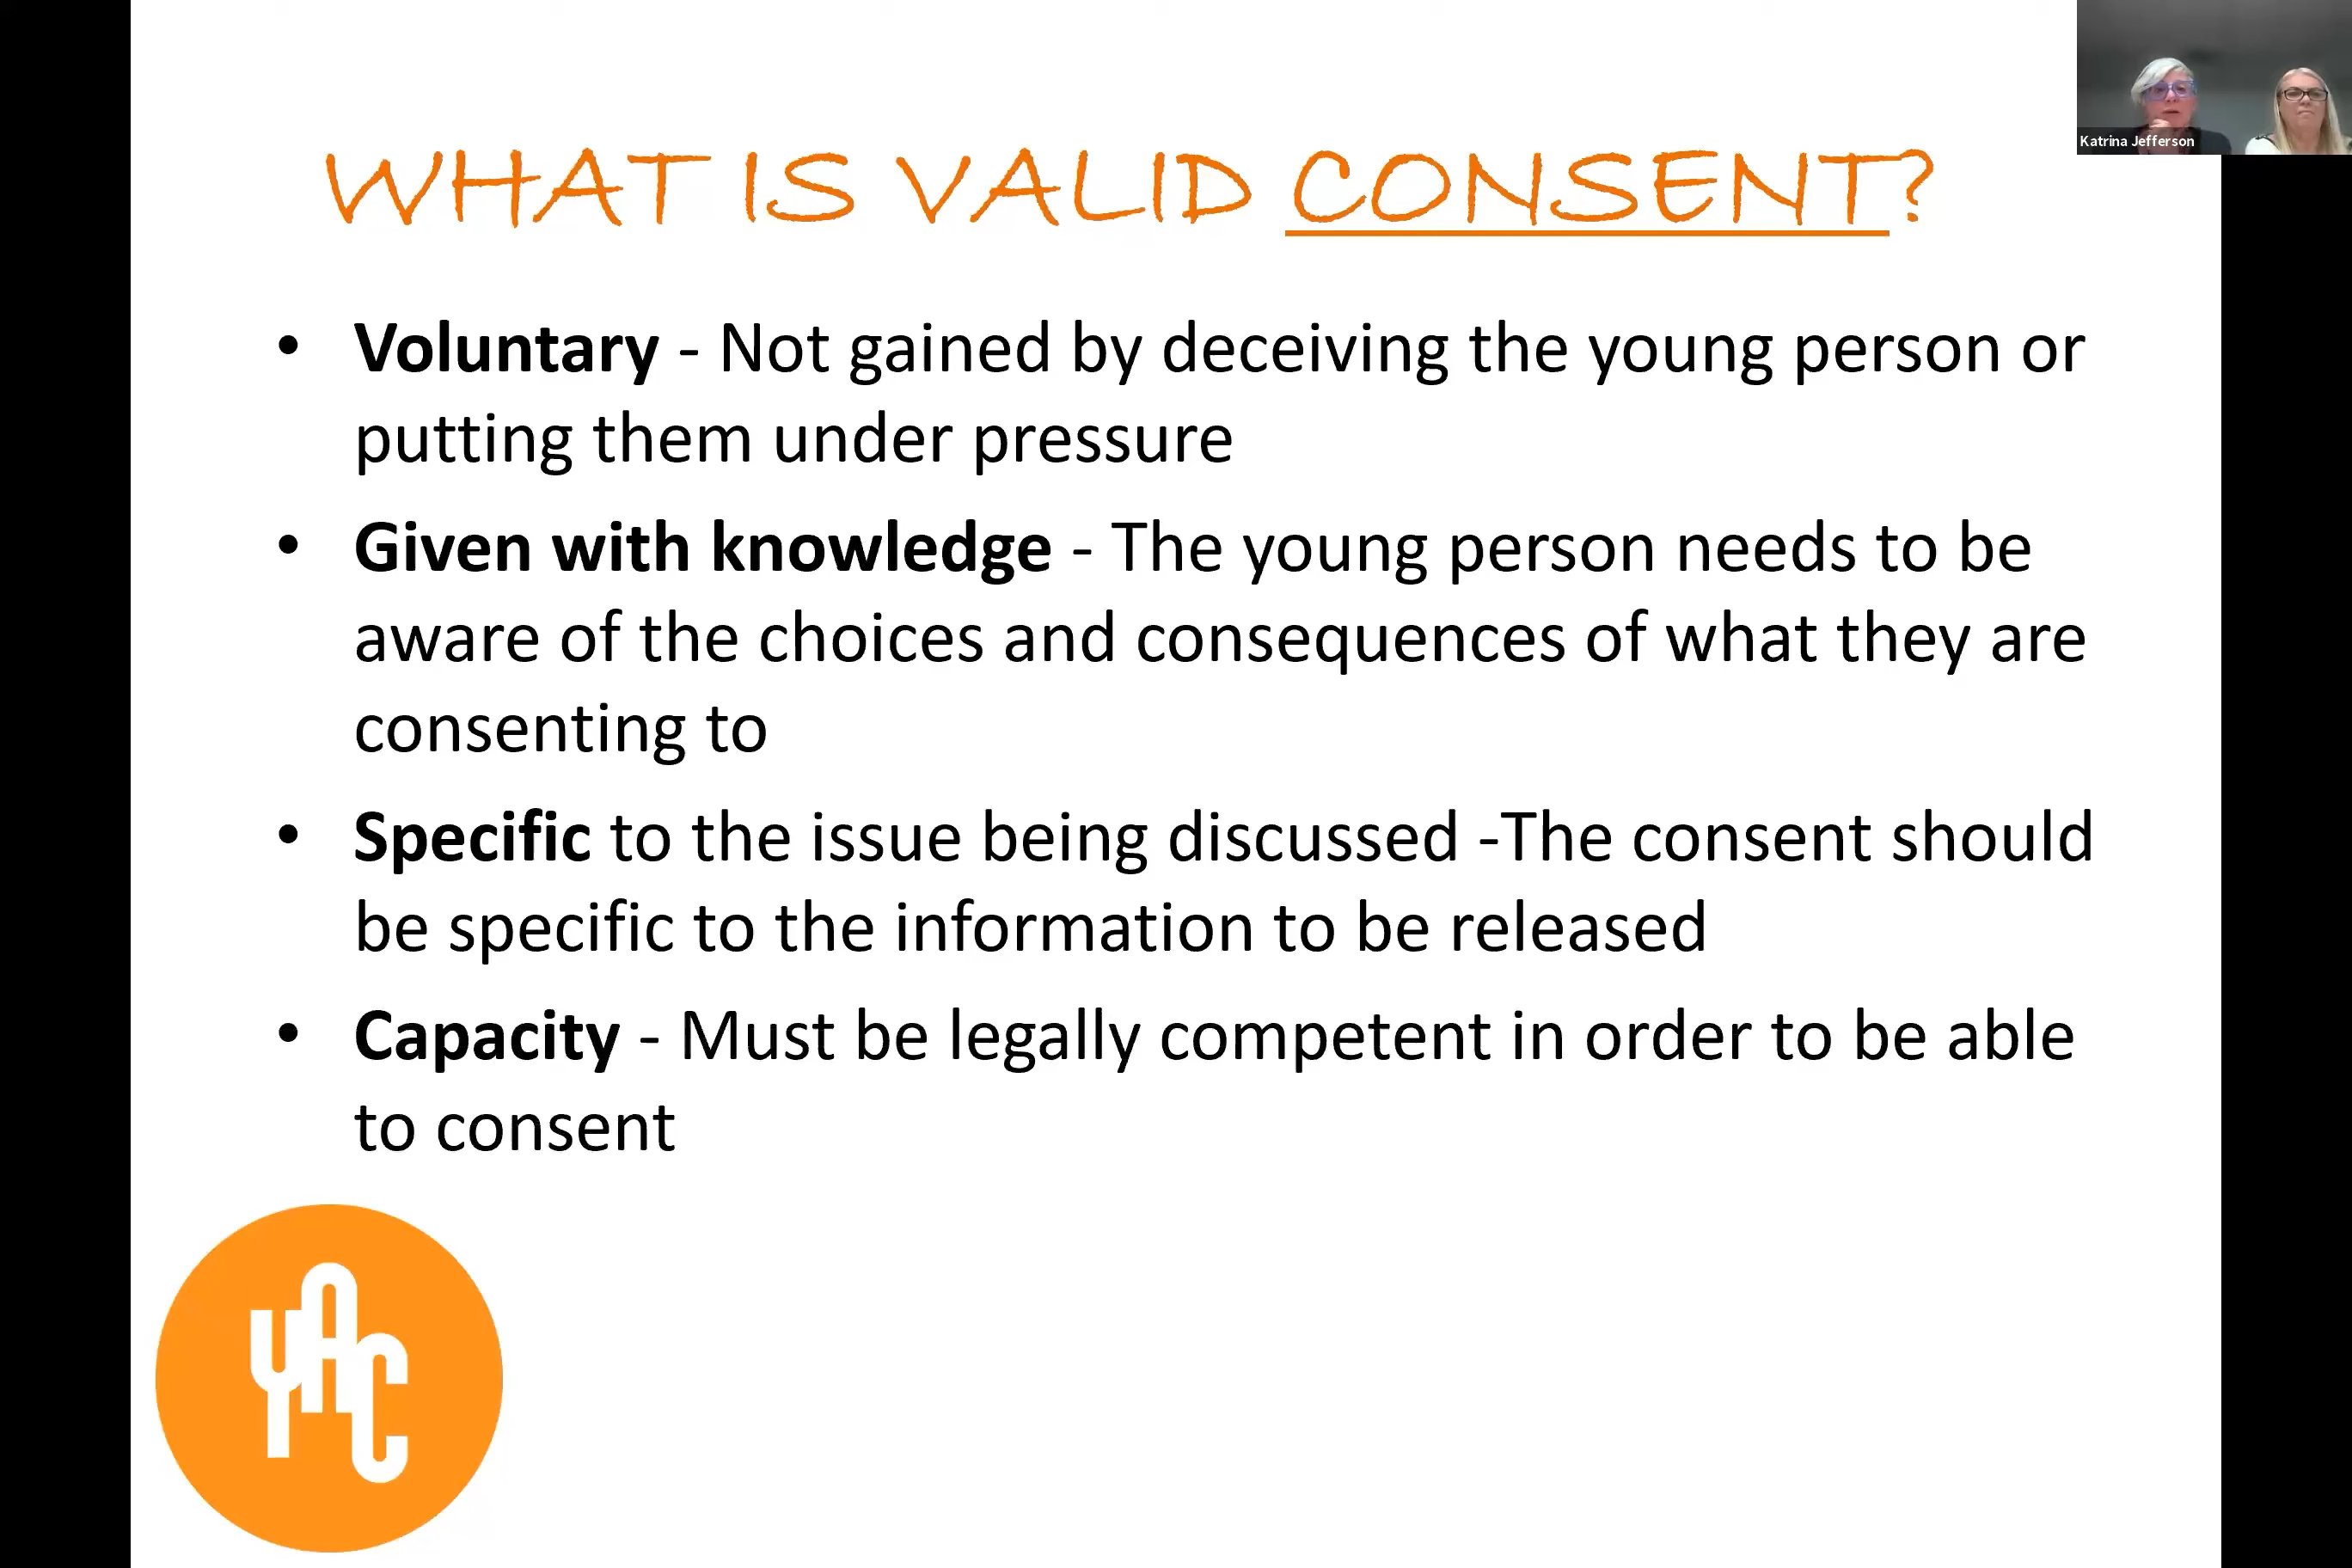 Katrina Jefferson
WHAT IS VALID CONSENT?
• Voluntary - Not gained by deceiving the young person or
putting them under pressure
• Given with knowledge - The young person needs to be
aware of the choices and consequences of what they are
consenting to
• Specific to the issue being discussed -The consent should
be specific to the information to be released
• Capacity - Must be legally competent in order to be able
to consent
YAC